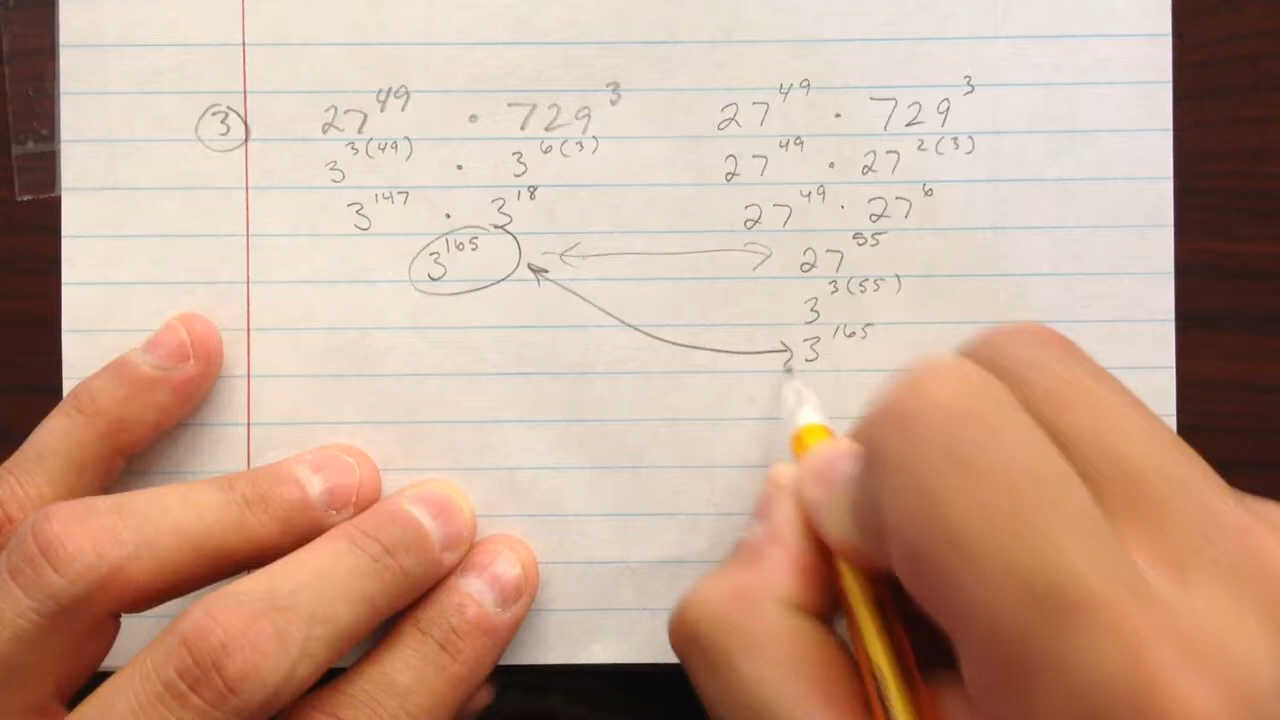 ③ 27^49 · 729^3
3^3(49) · 3^6(3)
3^147 · 3^18
3^165
27^49 · 729^3
27^49 · 27^2(3)
27^49 · 27^6
27^55
3^3(55)
3^165